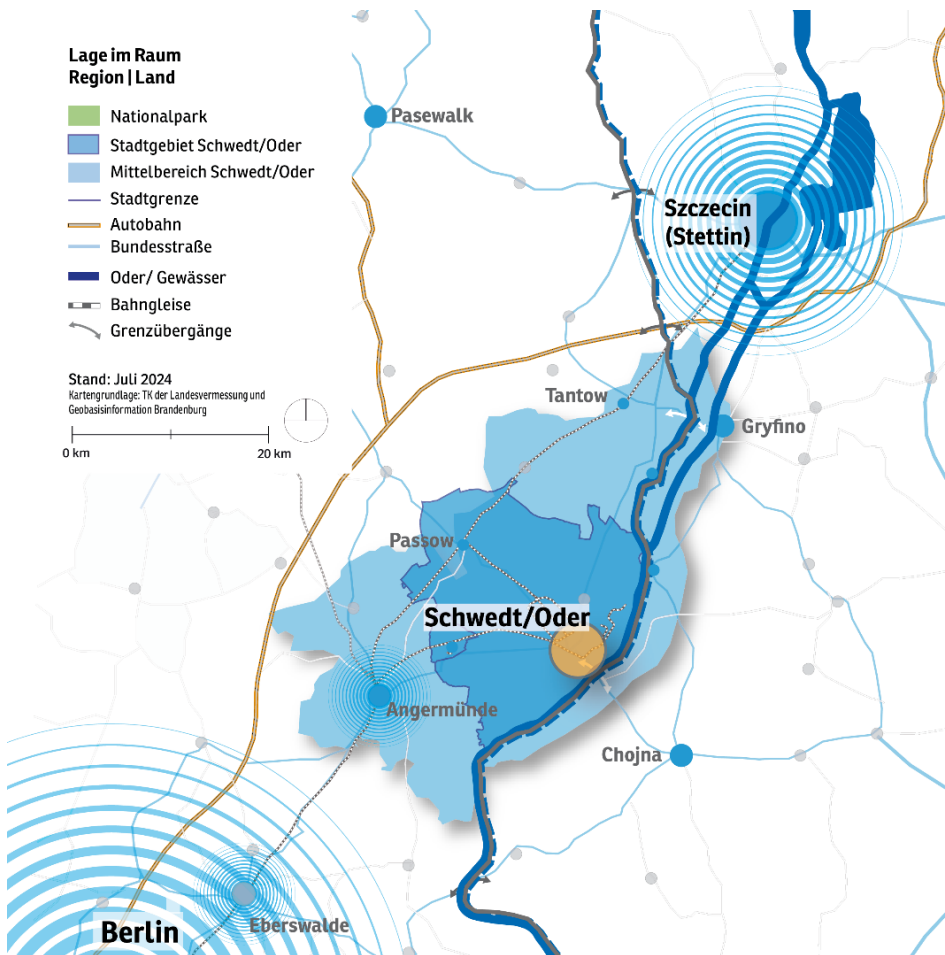 Lage im Raum
Region | Land
Nationalpark
Stadtgebiet Schwedt/Oder
Mittelbereich Schwedt/Oder
Stadtgrenze
Autobahn
Bundesstraße
Oder/ Gewässer
Bahngleise
Grenzübergänge
Stand: Juli 2024
Kartengrundlage: TK der Landesvermessung und
Geobasisinformation Brandenburg
0 km
20 km
Pasewalk
Szczecin
(Stettin)
Tantow
Gryfino
Passow
Schwedt/Oder
Angermünde
Chojna
Eberswalde
Berlin